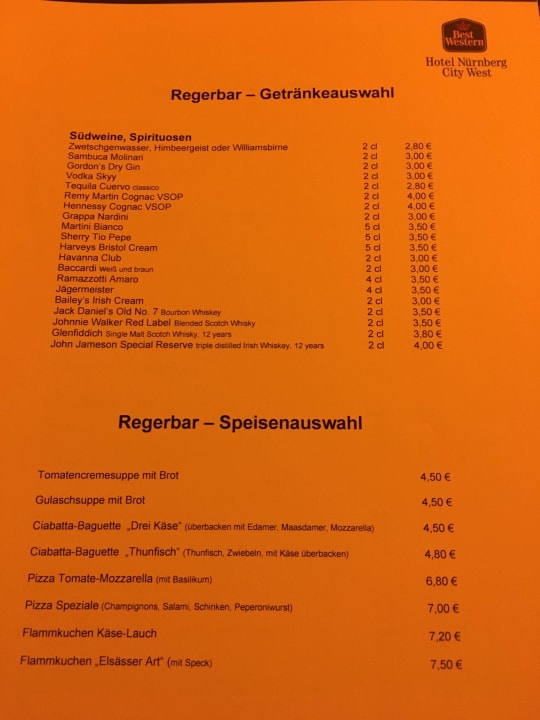 Best
Western
Hotel Nürnberg
City West
Regerbar – Getränkeauswahl
Südweine, Spirituosen
Zwetschgenwasser, Himbeergeist oder Williamsbirne 2 cl 2,80 €
Sambuca Molinari 2 cl 3,00 €
Gordon's Dry Gin 2 cl 3,00 €
Vodka Skyy 2 cl 3,00 €
Tequila Cuervo classico 2 cl 2,80 €
Remy Martin Cognac VSOP 2 cl 4,00 €
Hennessy Cognac VSOP 2 cl 4,00 €
Grappa Nardini 2 cl 3,00 €
Martini Bianco 5 cl 3,50 €
Sherry Tio Pepe 5 cl 3,50 €
Harveys Bristol Cream 5 cl 3,50 €
Havanna Club 2 cl 3,00 €
Baccardi weiß und braun 2 cl 3,00 €
Ramazzotti Amaro 4 cl 3,50 €
Jägermeister 4 cl 3,50 €
Bailey's Irish Cream 2 cl 3,00 €
Jack Daniel's Old No. 7 Bourbon Whiskey 2 cl 3,50 €
Johnnie Walker Red Label Blended Scotch Whisky 2 cl 3,50 €
Glenfiddich Single Malt Scotch Whisky, 12 years 2 cl 3,80 €
John Jameson Special Reserve triple distilled Irish Whiskey, 12 years 2 cl 4,00 €
Regerbar – Speisenauswahl
Tomatencremesuppe mit Brot 4,50 €
Gulaschsuppe mit Brot 4,50 €
Ciabatta-Baguette „Drei Käse" (überbacken mit Edamer, Maasdamer, Mozzarella) 4,50 €
Ciabatta-Baguette „Thunfisch" (Thunfisch, Zwiebeln, mit Käse überbacken) 4,80 €
Pizza Tomate-Mozzarella (mit Basilikum) 6,80 €
Pizza Speziale (Champignons, Salami, Schinken, Peperoniwurst) 7,00 €
Flammkuchen Käse-Lauch 7,20 €
Flammkuchen „Elsässer Art" (mit Speck) 7,50 €